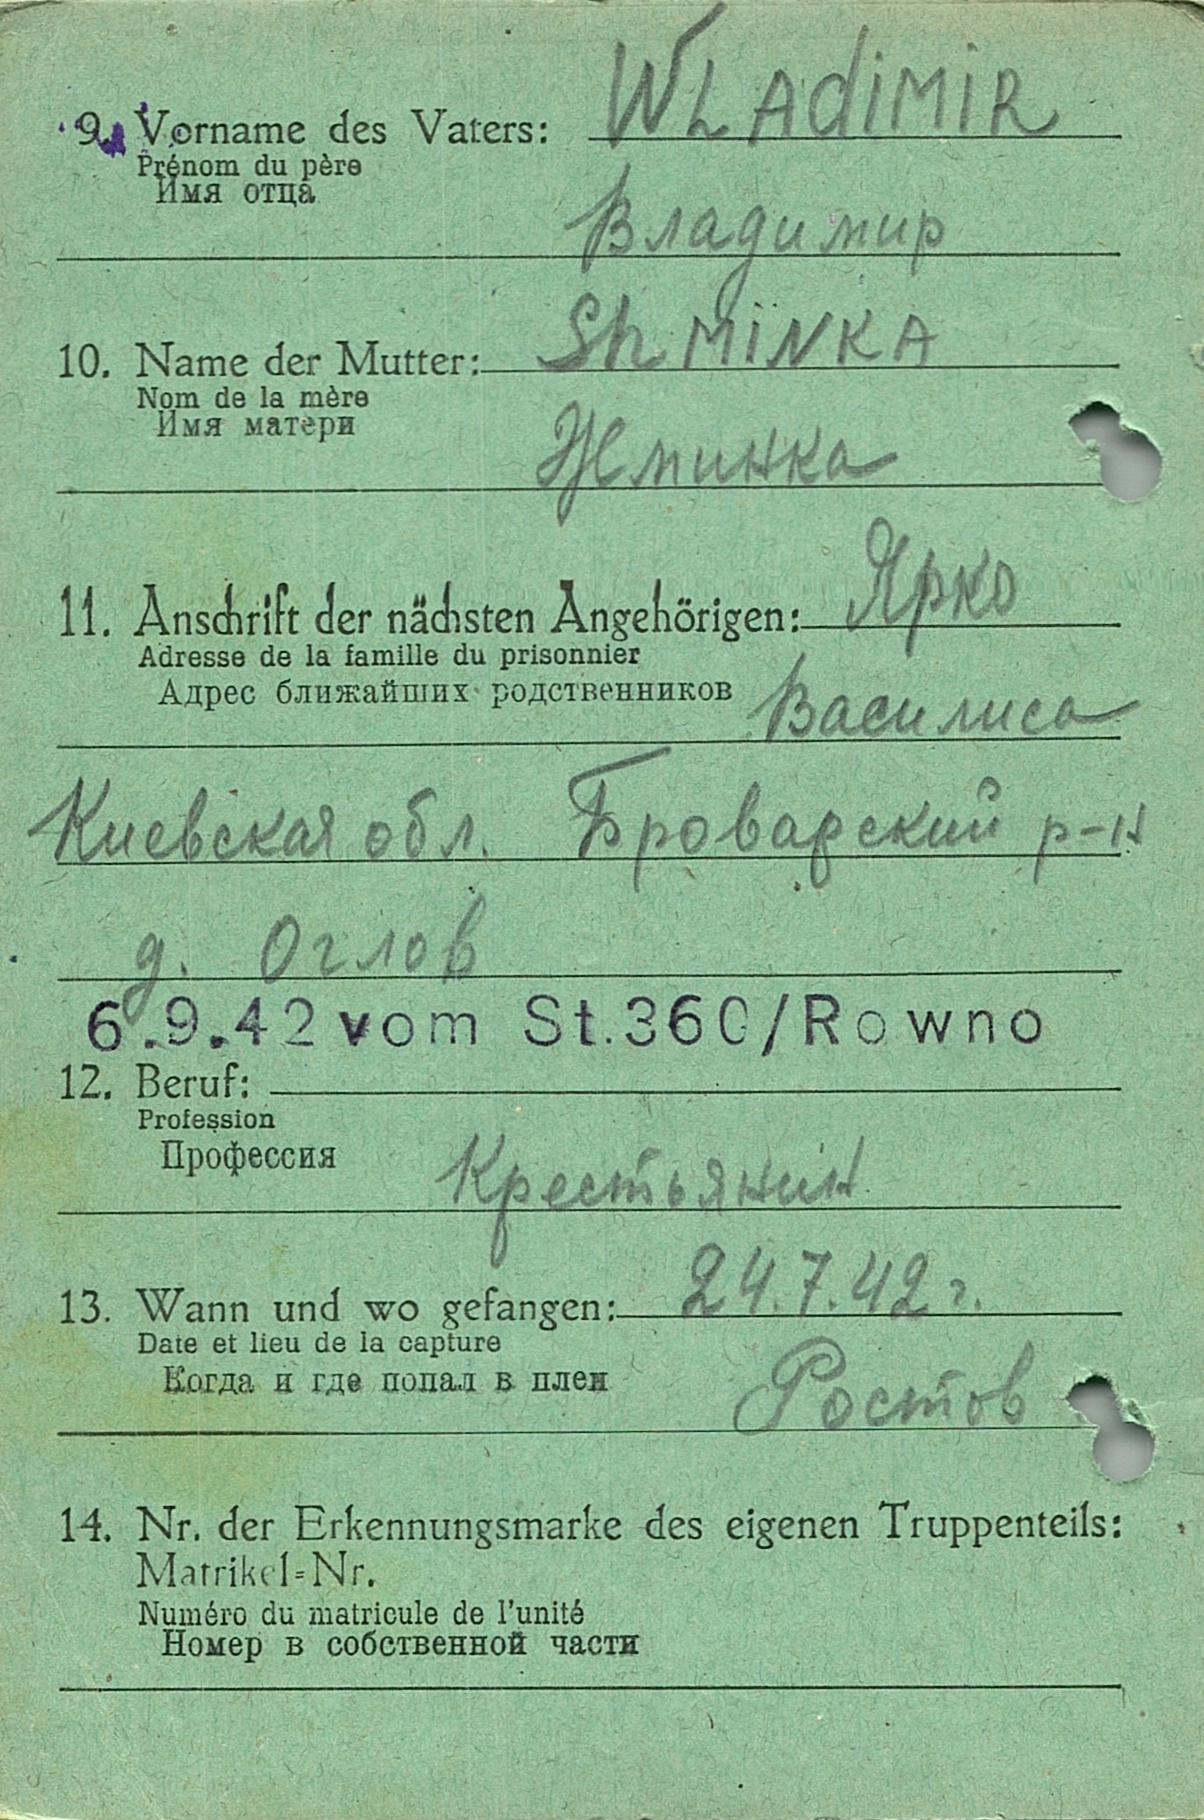 9. Vorname des Vaters: WLADiMiR
Prénom du père
Имя отца
Владимир
10. Name der Mutter: Sh MiNKA
Nom de la mère
Имя матери
Жминка
11. Anschrift der nächsten Angehörigen: Ярко
Adresse de la famille du prisonnier
Адрес ближайших родственников Василиса
Киевская обл. Броварский р-н
д. Оглов
6.9.42 vom St.360/Rowno
12. Beruf:
Profession
Профессия
Крестьянин
13. Wann und wo gefangen: 24.7.42 г.
Date et lieu de la capture
Когда и где попал в плен
Ростов
14. Nr. der Erkennungsmarke des eigenen Truppenteils:
Matrikel=Nr.
Numéro du matricule de l'unité
Номер в собственной части